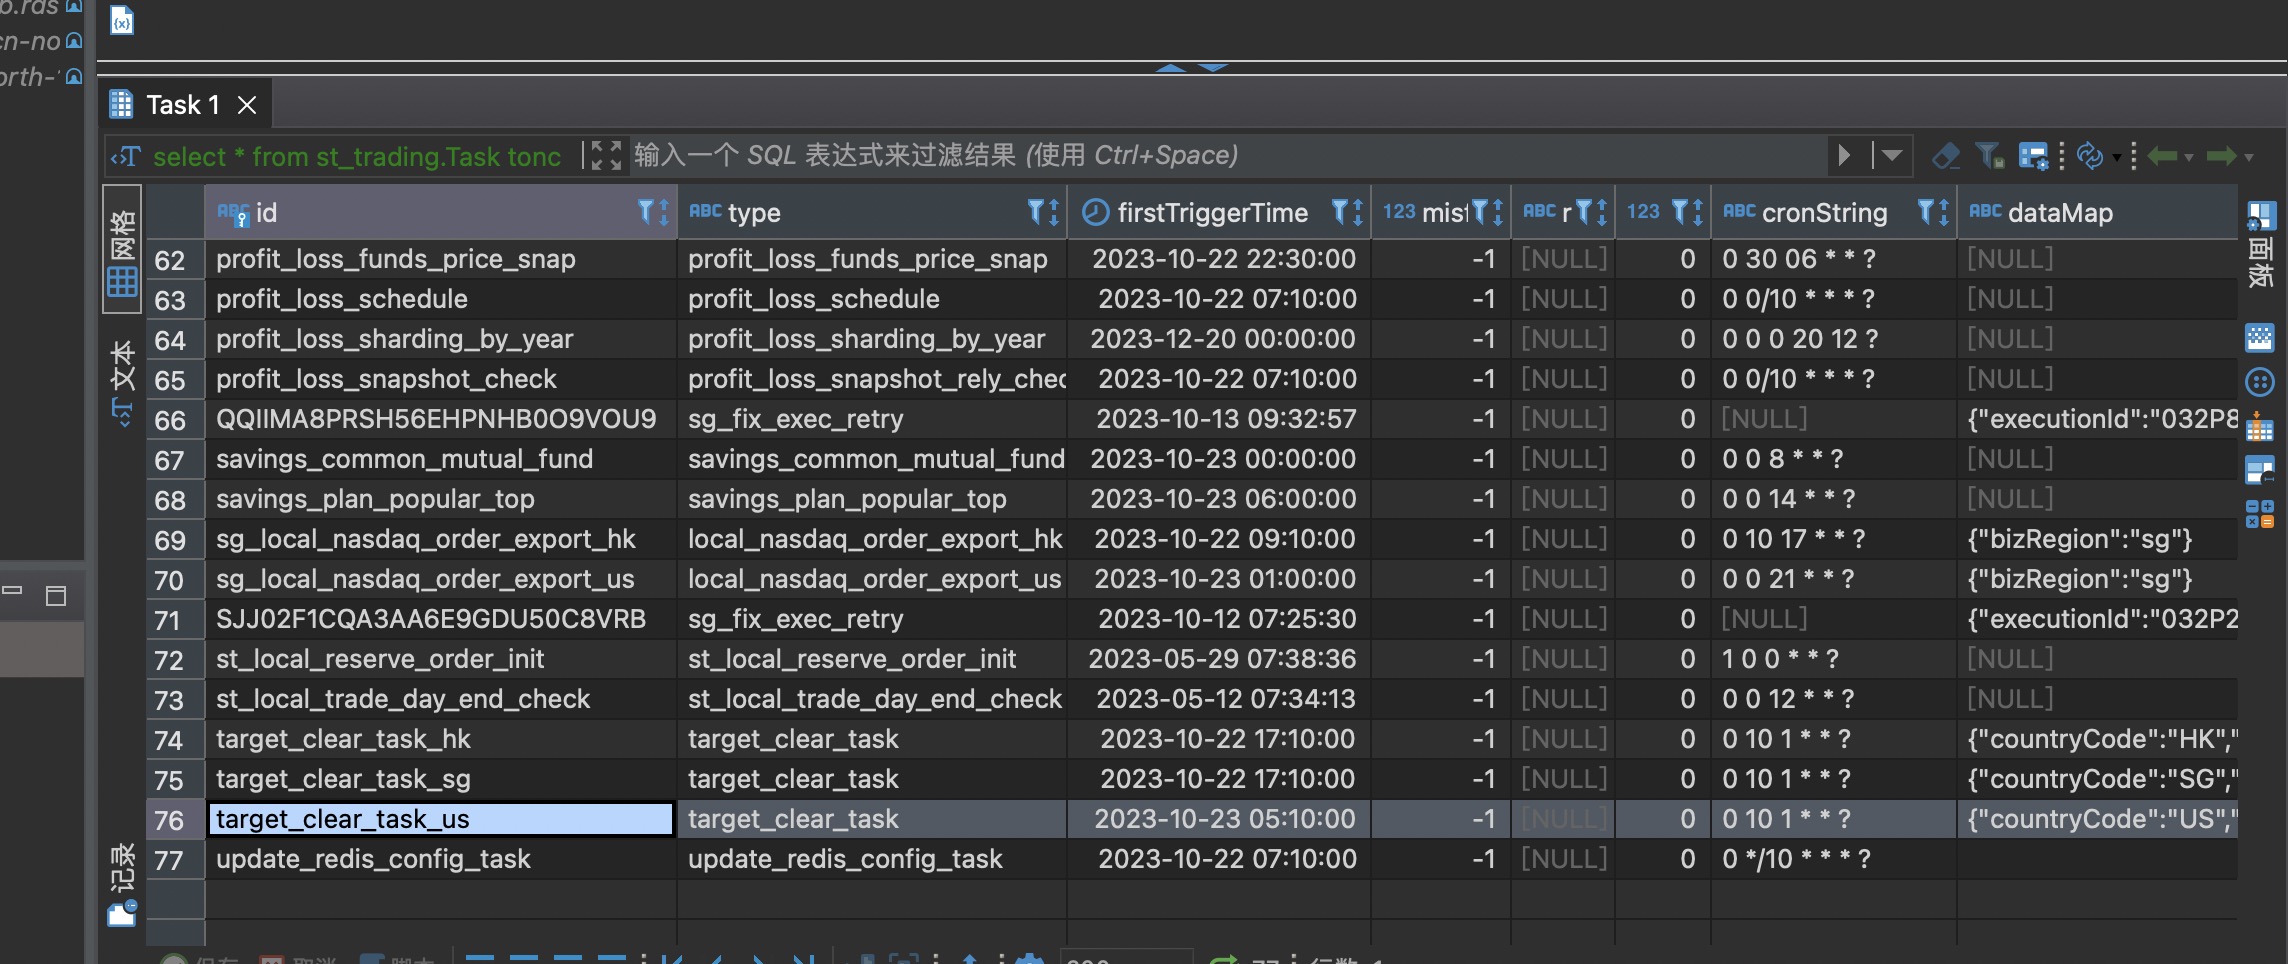 b.rds
cn-no
orth-1
Task 1
select * from st_trading.Task tonc 输入一个 SQL 表达式来过滤结果 (使用 Ctrl+Space)
网格
文本
记录
面板
ABC id ABC type firstTriggerTime 123 misf ABC r 123 ABC cronString ABC dataMap
62 profit_loss_funds_price_snap profit_loss_funds_price_snap 2023-10-22 22:30:00 -1 [NULL] 0 0 30 06 * * ? [NULL]
63 profit_loss_schedule profit_loss_schedule 2023-10-22 07:10:00 -1 [NULL] 0 0 0/10 * * * ? [NULL]
64 profit_loss_sharding_by_year profit_loss_sharding_by_year 2023-12-20 00:00:00 -1 [NULL] 0 0 0 0 20 12 ? [NULL]
65 profit_loss_snapshot_check profit_loss_snapshot_rely_chec 2023-10-22 07:10:00 -1 [NULL] 0 0 0/10 * * * ? [NULL]
66 QQIIMA8PRSH56EHPNHB0O9VOU9 sg_fix_exec_retry 2023-10-13 09:32:57 -1 [NULL] 0 [NULL] {"executionId":"032P8
67 savings_common_mutual_fund savings_common_mutual_fund 2023-10-23 00:00:00 -1 [NULL] 0 0 0 8 * * ? [NULL]
68 savings_plan_popular_top savings_plan_popular_top 2023-10-23 06:00:00 -1 [NULL] 0 0 0 14 * * ? [NULL]
69 sg_local_nasdaq_order_export_hk local_nasdaq_order_export_hk 2023-10-22 09:10:00 -1 [NULL] 0 0 10 17 * * ? {"bizRegion":"sg"}
70 sg_local_nasdaq_order_export_us local_nasdaq_order_export_us 2023-10-23 01:00:00 -1 [NULL] 0 0 0 21 * * ? {"bizRegion":"sg"}
71 SJJ02F1CQA3AA6E9GDU50C8VRB sg_fix_exec_retry 2023-10-12 07:25:30 -1 [NULL] 0 [NULL] {"executionId":"032P2
72 st_local_reserve_order_init st_local_reserve_order_init 2023-05-29 07:38:36 -1 [NULL] 0 1 0 0 * * ? [NULL]
73 st_local_trade_day_end_check st_local_trade_day_end_check 2023-05-12 07:34:13 -1 [NULL] 0 0 0 12 * * ? [NULL]
74 target_clear_task_hk target_clear_task 2023-10-22 17:10:00 -1 [NULL] 0 0 10 1 * * ? {"countryCode":"HK","
75 target_clear_task_sg target_clear_task 2023-10-22 17:10:00 -1 [NULL] 0 0 10 1 * * ? {"countryCode":"SG","
76 target_clear_task_us target_clear_task 2023-10-23 05:10:00 -1 [NULL] 0 0 10 1 * * ? {"countryCode":"US","
77 update_redis_config_task update_redis_config_task 2023-10-22 07:10:00 -1 [NULL] 0 0 */10 * * * ?